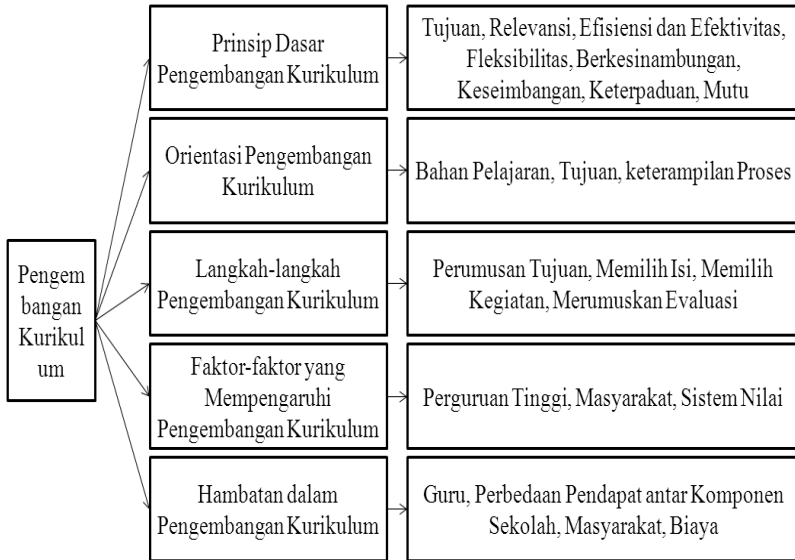 Prinsip Dasar
Pengembangan Kurikulum
Tujuan, Relevansi, Efisiensi dan Efektivitas,
Fleksibilitas, Berkesinambungan,
Keseimbangan, Keterpaduan, Mutu
Orientasi Pengembangan
Kurikulum
Bahan Pelajaran, Tujuan, keterampilan Proses
Pengem
bangan
Kurikul
um
Langkah-langkah
Pengembangan Kurikulum
Perumusan Tujuan, Memilih Isi, Memilih
Kegiatan, Merumuskan Evaluasi
Faktor-faktor yang
Mempengaruhi
Pengembangan Kurikulum
Perguruan Tinggi, Masyarakat, Sistem Nilai
Hambatan dalam
Pengembangan Kurikulum
Guru, Perbedaan Pendapat antar Komponen
Sekolah, Masyarakat, Biaya